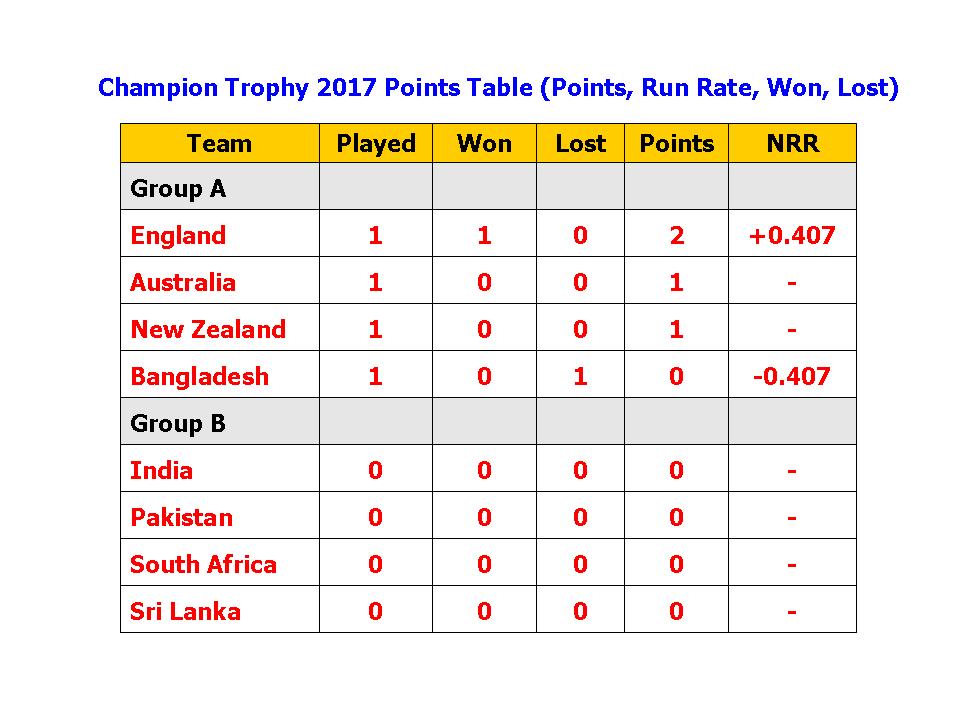 Champion Trophy 2017 Points Table (Points, Run Rate, Won, Lost)
Team Played Won Lost Points NRR
Group A
England 1 1 0 2 +0.407
Australia 1 0 0 1 -
New Zealand 1 0 0 1 -
Bangladesh 1 0 1 0 -0.407
Group B
India 0 0 0 0 -
Pakistan 0 0 0 0 -
South Africa 0 0 0 0 -
Sri Lanka 0 0 0 0 -